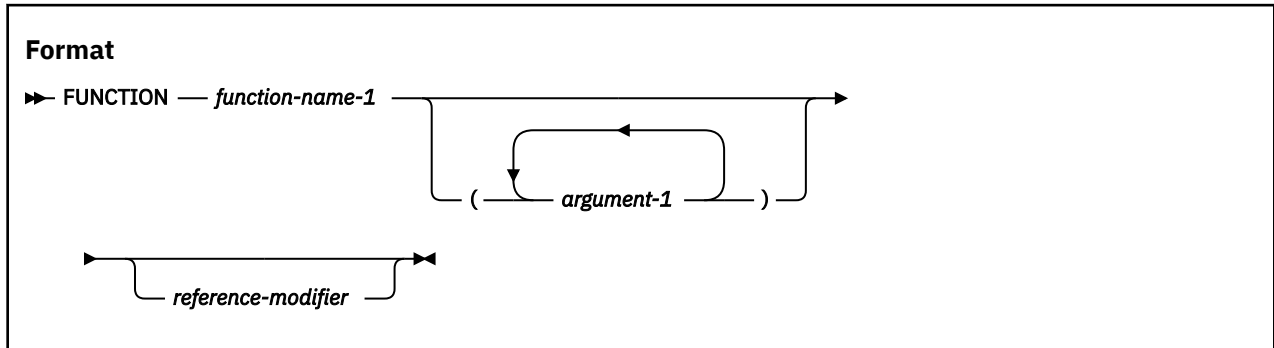 Format
FUNCTION function-name-1
( argument-1 )
reference-modifier